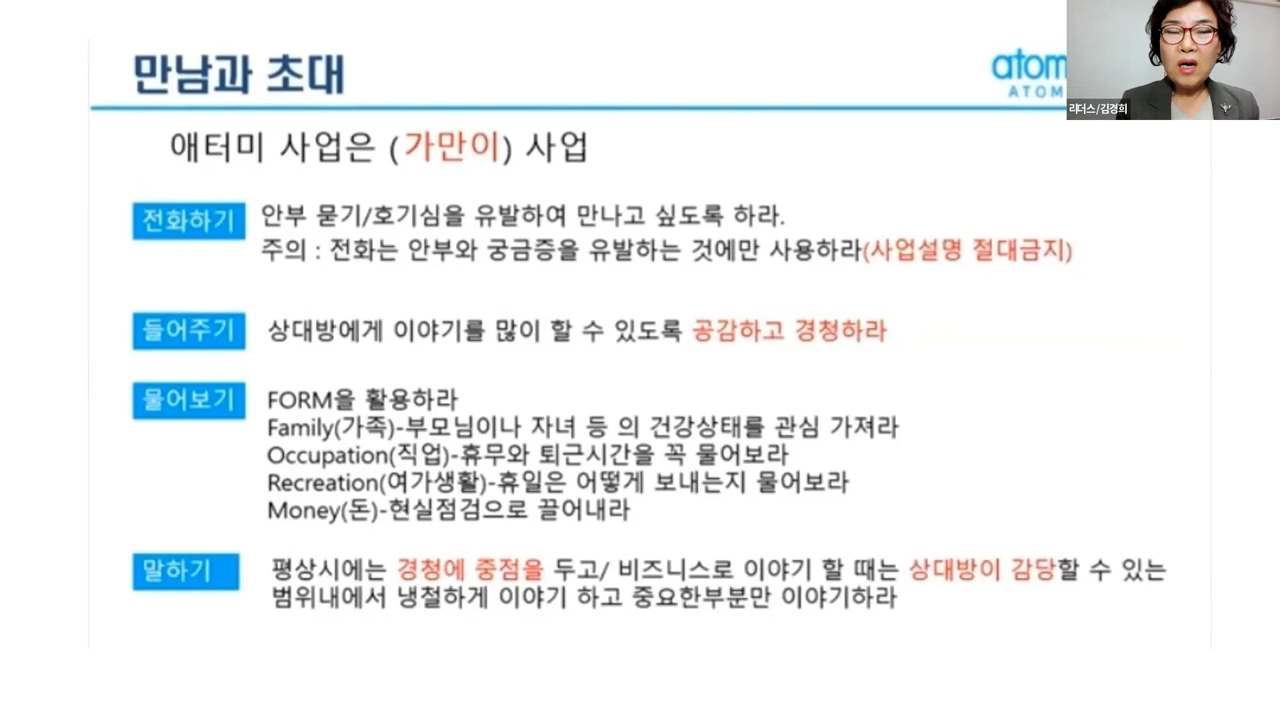 만남과 초대
atom
ATOM
리더스/김경희
애터미 사업은 (가만이) 사업
전화하기
안부 묻기/호기심을 유발하여 만나고 싶도록 하라.
주의 : 전화는 안부와 궁금증을 유발하는 것에만 사용하라(사업설명 절대금지)
들어주기
상대방에게 이야기를 많이 할 수 있도록 공감하고 경청하라
물어보기
FORM을 활용하라
Family(가족)-부모님이나 자녀 등 의 건강상태를 관심 가져라
Occupation(직업)-휴무와 퇴근시간을 꼭 물어보라
Recreation(여가생활)-휴일은 어떻게 보내는지 물어보라
Money(돈)-현실점검으로 끌어내라
말하기
평상시에는 경청에 중점을 두고/ 비즈니스로 이야기 할 때는 상대방이 감당할 수 있는
범위내에서 냉철하게 이야기 하고 중요한부분만 이야기하라